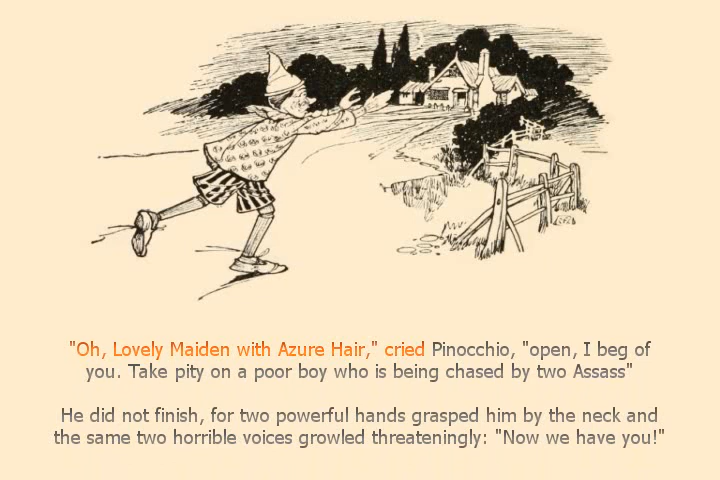 "Oh, Lovely Maiden with Azure Hair," cried Pinocchio, "open, I beg of
you. Take pity on a poor boy who is being chased by two Assass"
He did not finish, for two powerful hands grasped him by the neck and
the same two horrible voices growled threateningly: "Now we have you!"